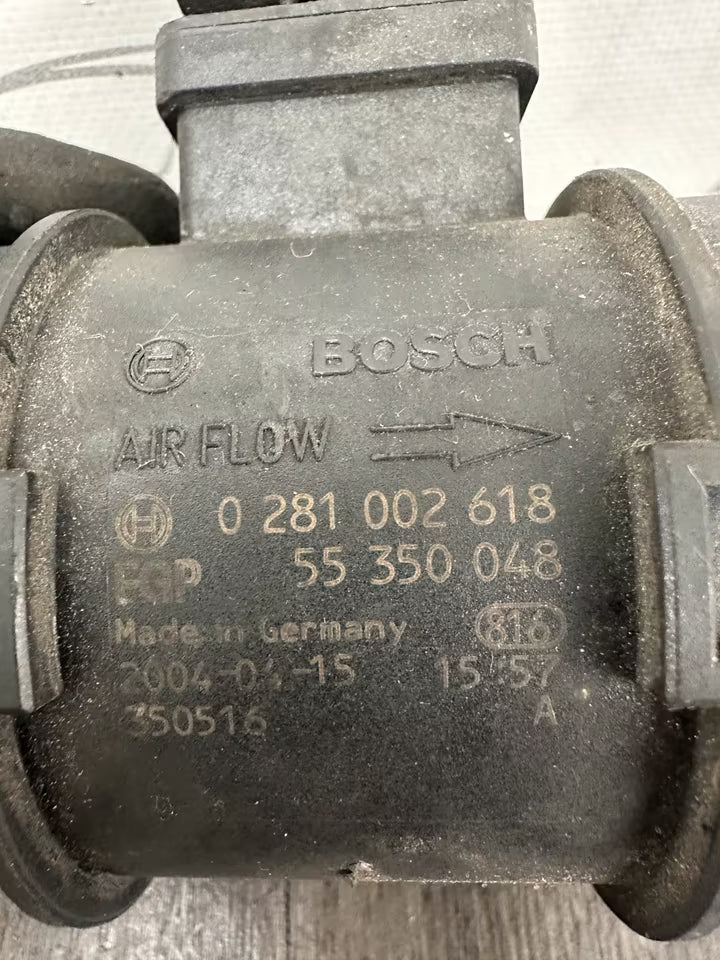 BOSCH
AIR FLOW
0 281 002 618
FGP 55 350 048
Made in Germany 816
2004-04-15 15:57
350516 A